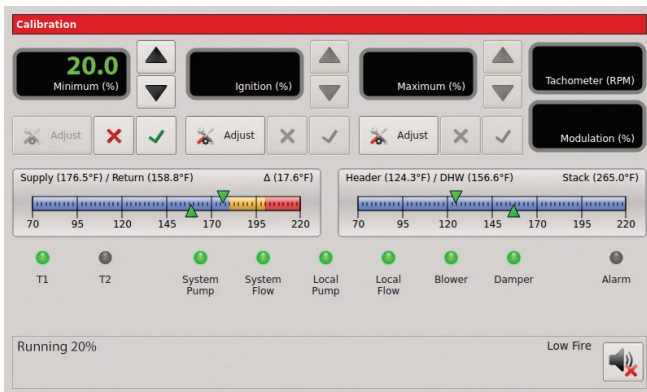 Calibration
20.0
Minimum (%)
Ignition (%)
Maximum (%)
Tachometer (RPM)
Adjust
Adjust
Adjust
Modulation (%)
Supply (176.5°F) / Return (158.8°F) Δ (17.6°F)
70 95 120 145 170 195 220
Header (124.3°F) / DHW (156.6°F) Stack (265.0°F)
70 95 120 145 170 195 220
T1
T2
System Pump
System Flow
Local Pump
Local Flow
Blower
Damper
Alarm
Running 20%
Low Fire